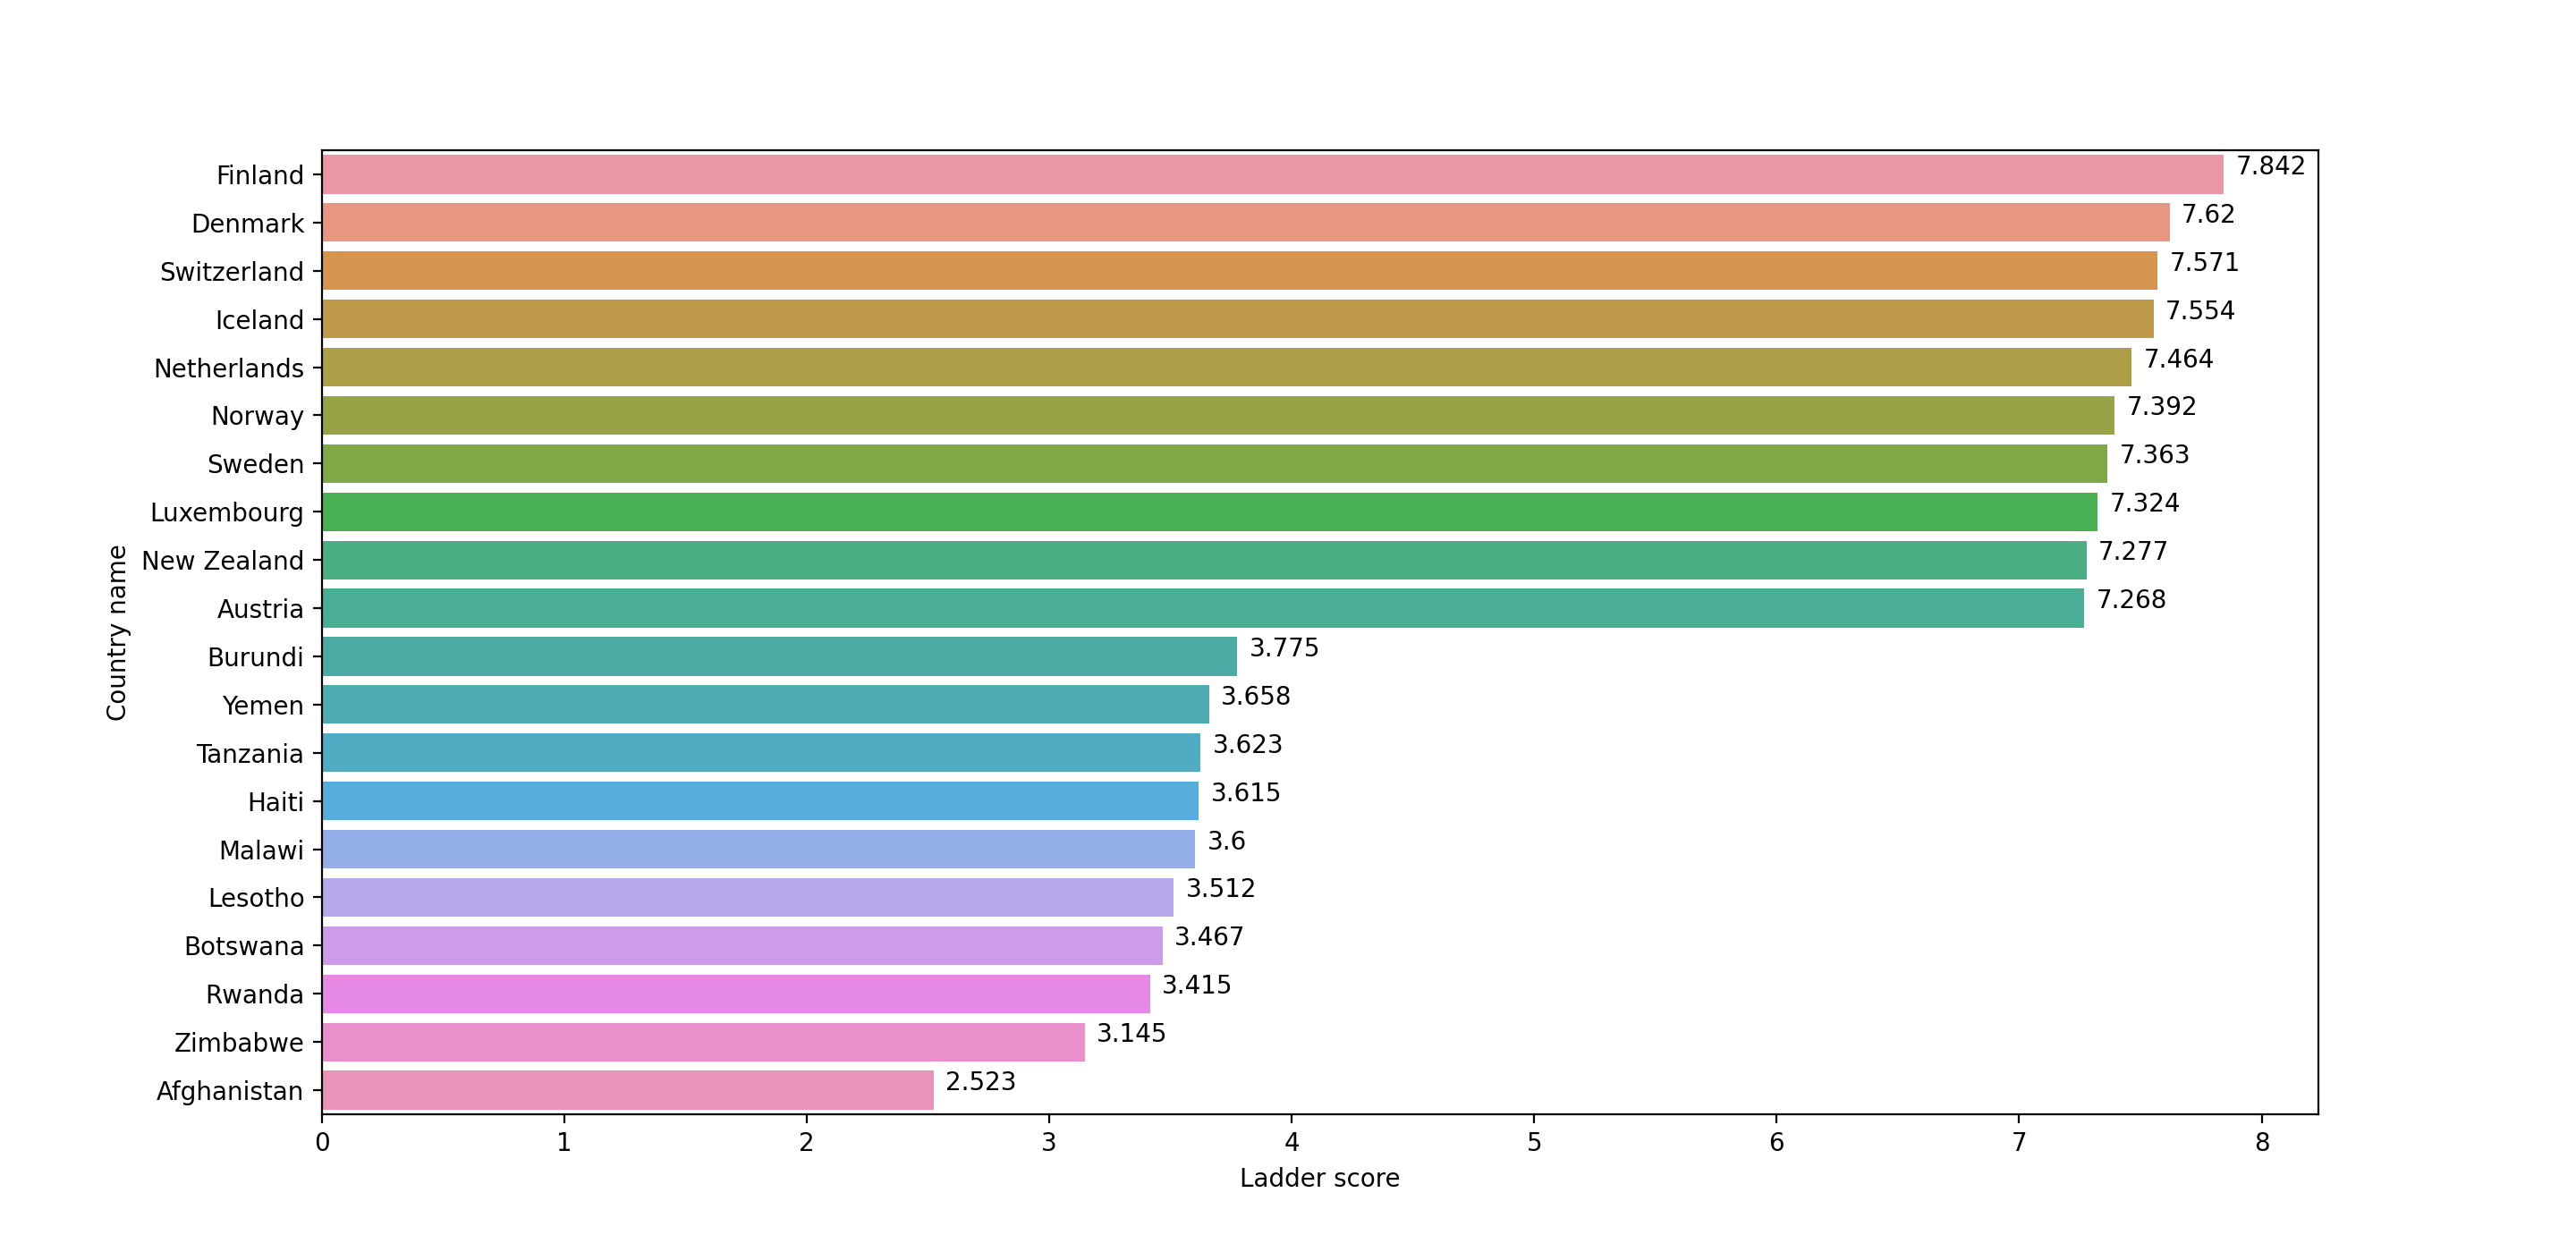 Finland 7.842
Denmark 7.62
Switzerland 7.571
Iceland 7.554
Netherlands 7.464
Norway 7.392
Sweden 7.363
Luxembourg 7.324
New Zealand 7.277
Austria 7.268
Burundi 3.775
Yemen 3.658
Tanzania 3.623
Haiti 3.615
Malawi 3.6
Lesotho 3.512
Botswana 3.467
Rwanda 3.415
Zimbabwe 3.145
Afghanistan 2.523
Country name
0 1 2 3 4 5 6 7 8
Ladder score